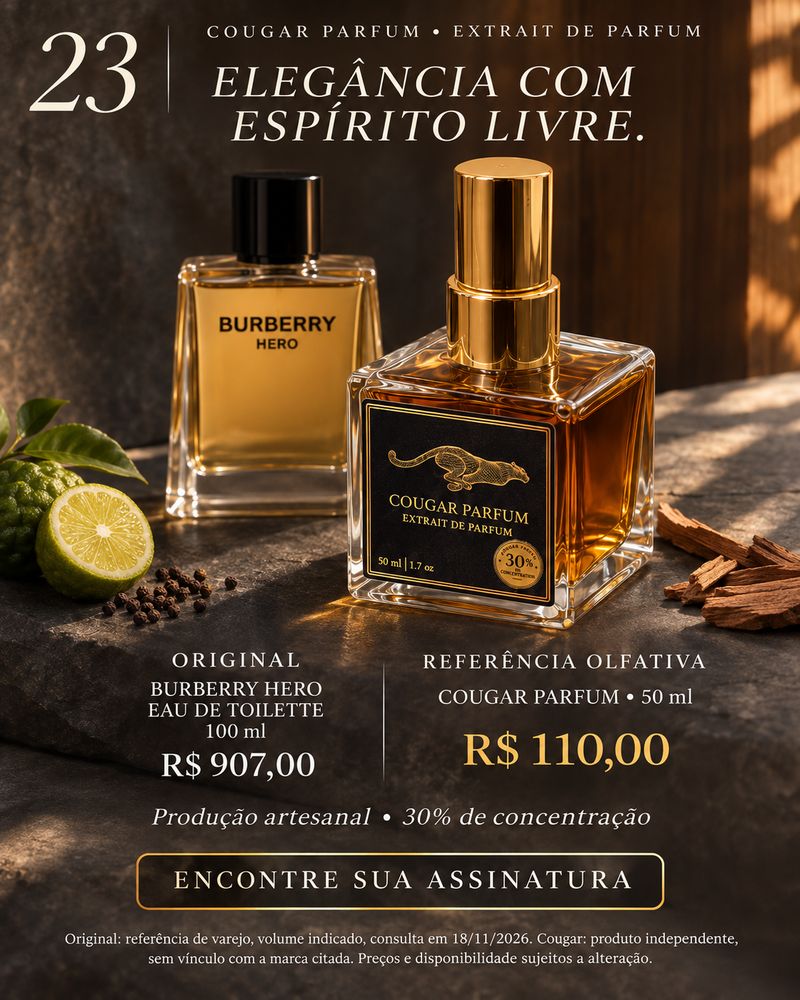 23
COUGAR PARFUM • EXTRAIT DE PARFUM
ELEGÂNCIA COM
ESPÍRITO LIVRE.
BURBERRY
HERO
COUGAR PARFUM
EXTRAIT DE PARFUM
50 ml | 1.7 oz
30%
CONCENTRATION
ORIGINAL
BURBERRY HERO
EAU DE TOILETTE
100 ml
R$ 907,00
REFERÊNCIA OLFATIVA
COUGAR PARFUM • 50 ml
R$ 110,00
Produção artesanal • 30% de concentração
ENCONTRE SUA ASSINATURA
Original: referência de varejo, volume indicado, consulta em 18/11/2026. Cougar: produto independente,
sem vínculo com a marca citada. Preços e disponibilidade sujeitos a alteração.